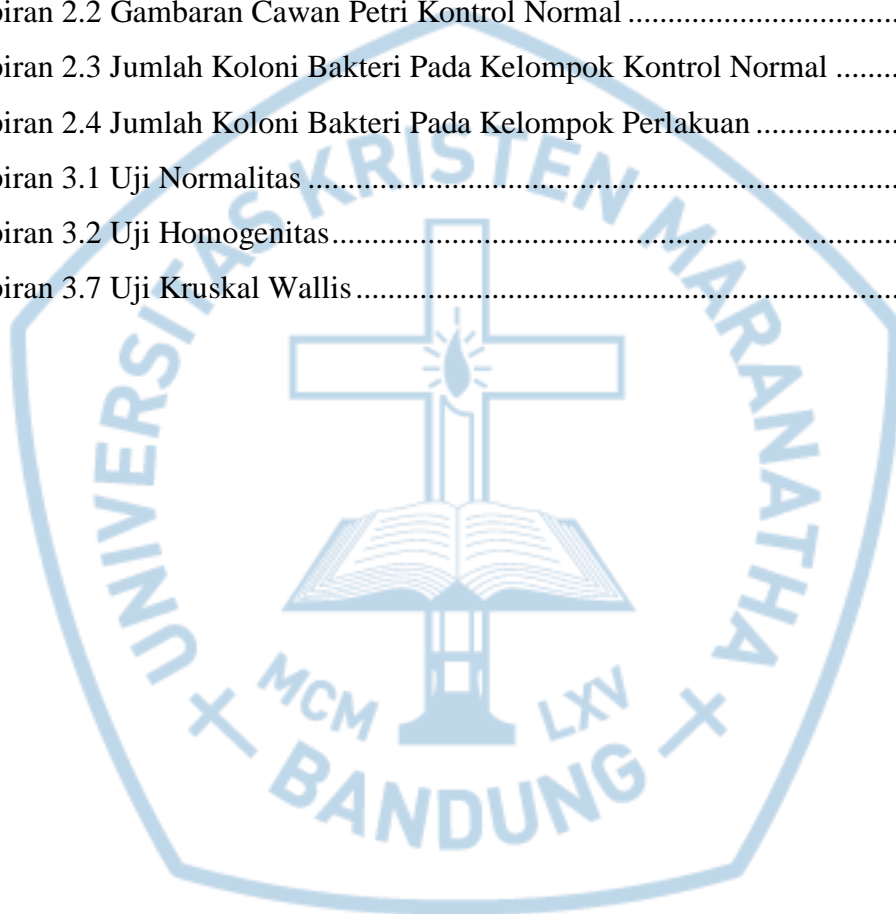 piran 2.2 Gambaran Cawan Petri Kontrol Normal ..................................
piran 2.3 Jumlah Koloni Bakteri Pada Kelompok Kontrol Normal ........
piran 2.4 Jumlah Koloni Bakteri Pada Kelompok Perlakuan ..................
piran 3.1 Uji Normalitas ..........................................................................
piran 3.2 Uji Homogenitas.......................................................................
piran 3.7 Uji Kruskal Wallis....................................................................
UNIVERSITAS KRISTEN MARANATHA
MCM LXV
BANDUNG